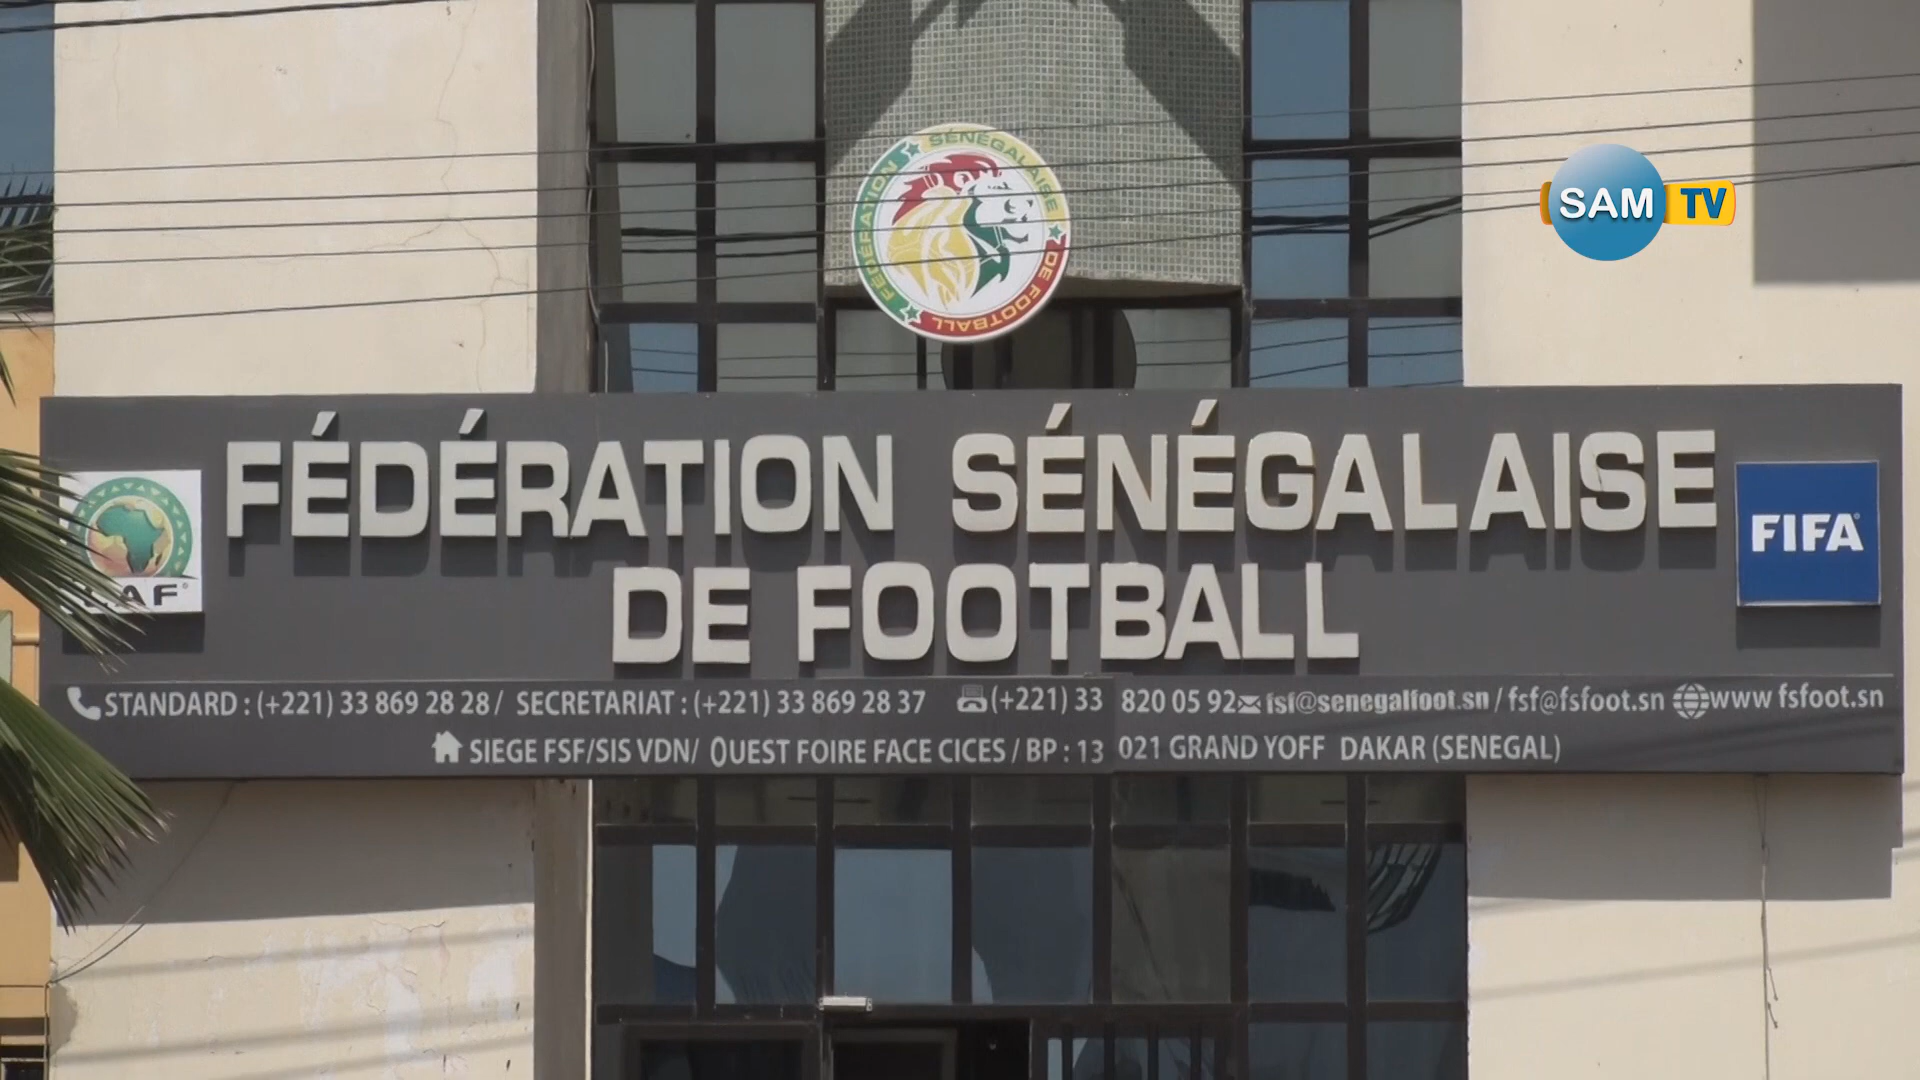 FÉDÉRATION SÉNÉGALAISE DE FOOTBALL
SAM TV
FÉDÉRATION SÉNÉGALAISE
DE FOOTBALL
CAF
FIFA
STANDARD : (+221) 33 869 28 28 / SECRETARIAT : (+221) 33 869 28 37 (+221) 33 820 05 92 fsf@senegalfoot.sn / fsf@fsfoot.sn www fsfoot.sn
SIEGE FSF/SIS VDN/ OUEST FOIRE FACE CICES / BP : 13 021 GRAND YOFF DAKAR (SENEGAL)